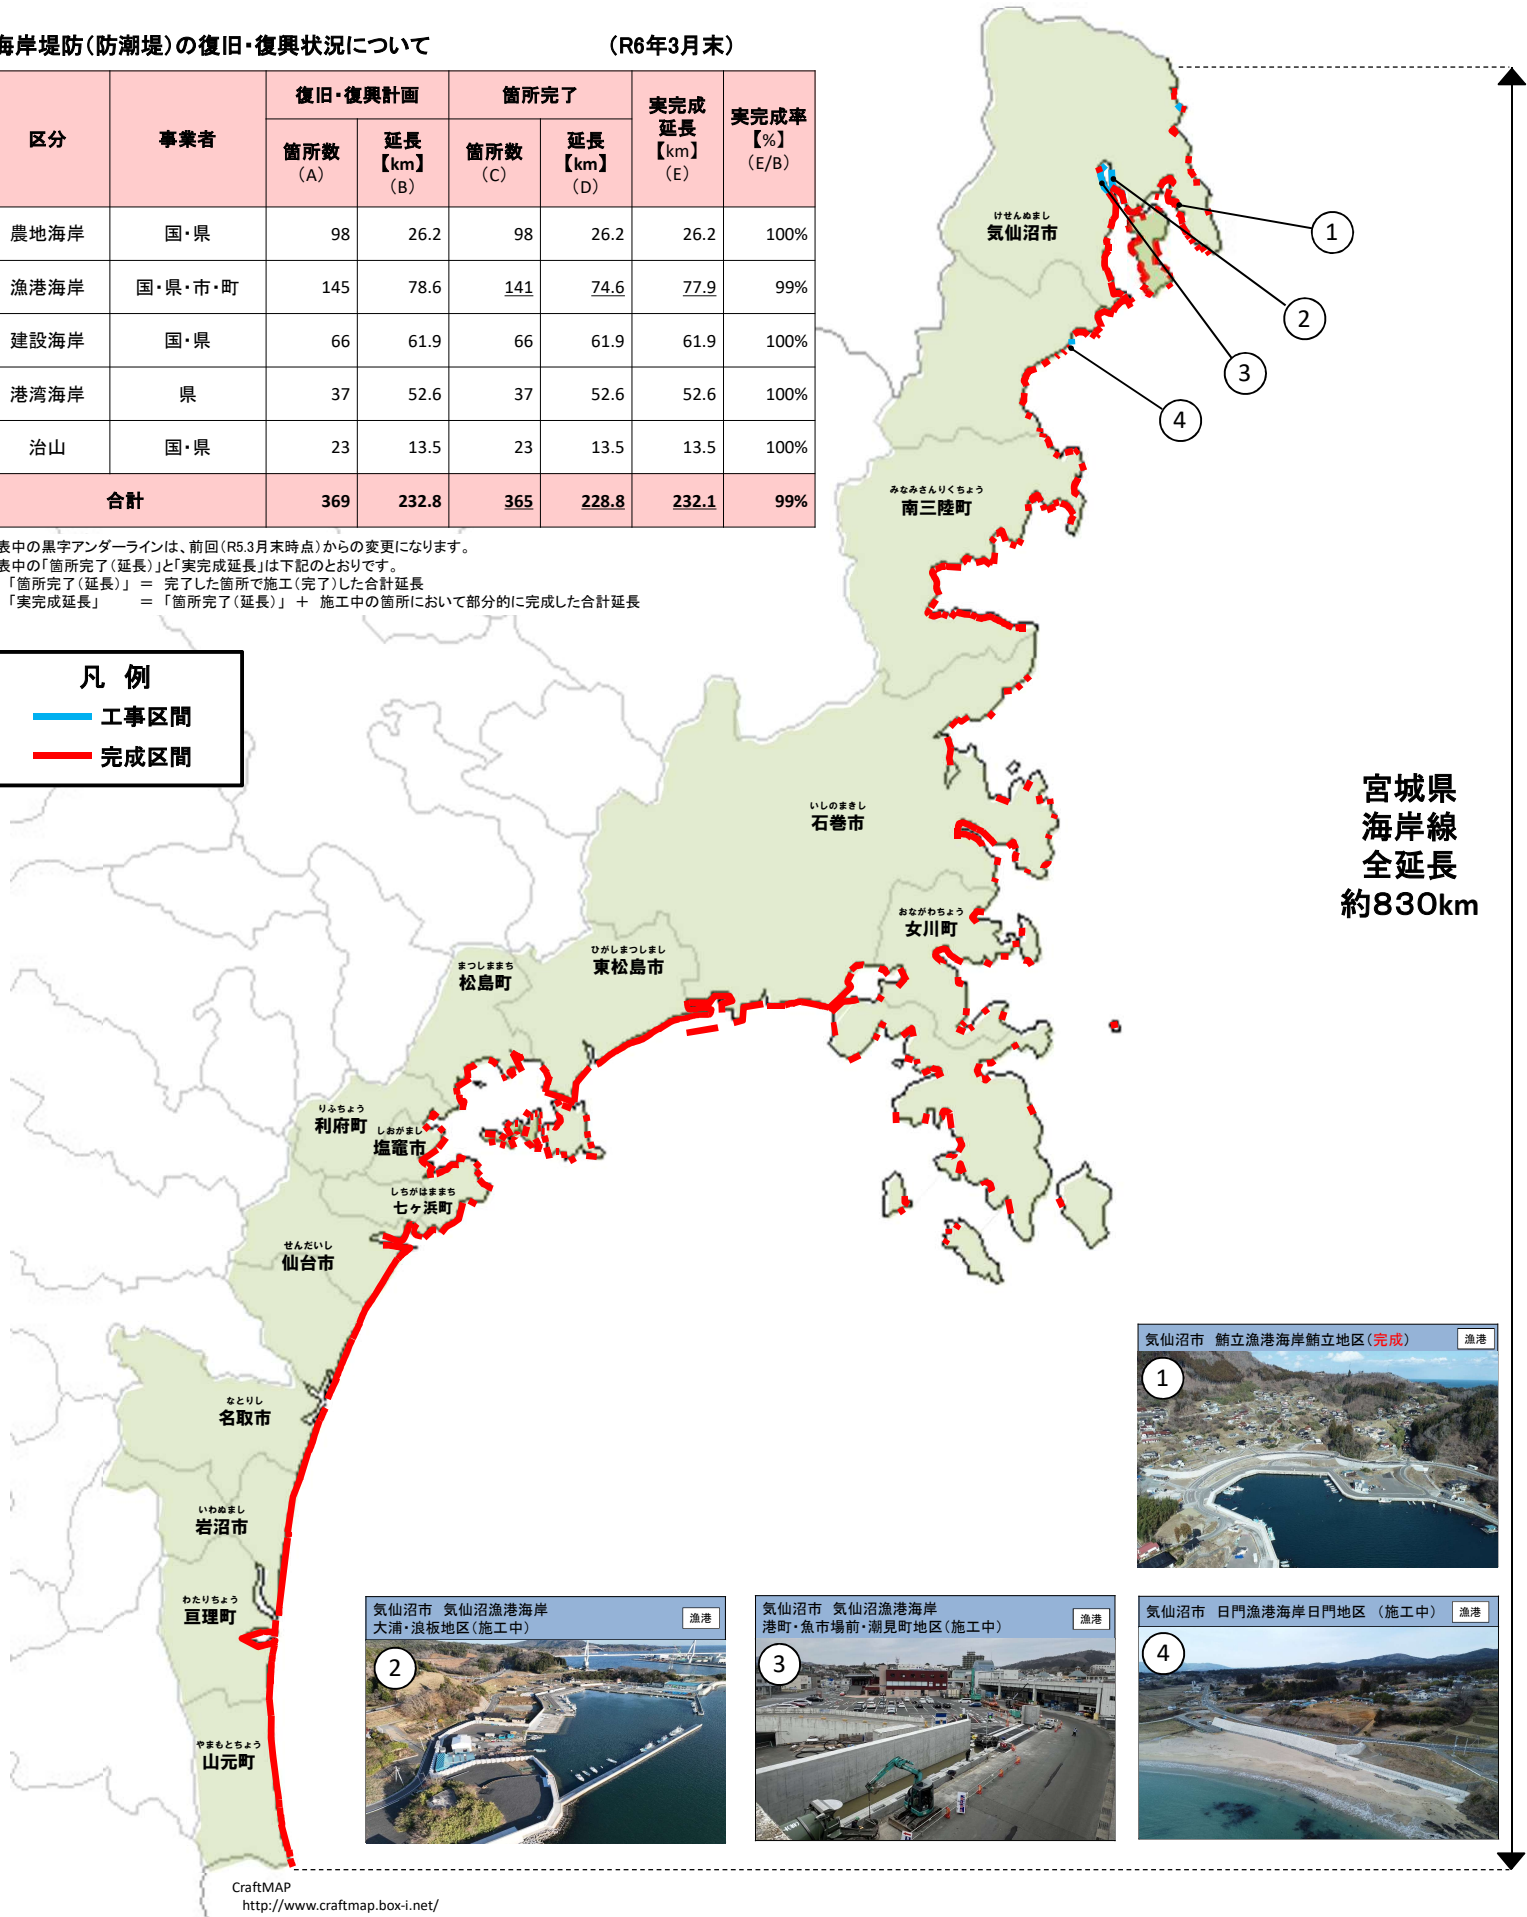 海岸堤防(防潮堤)の復旧・復興状況について (R6年3月末)
区分 事業者 復旧・復興計画 箇所完了 実完成延長【km】(E) 実完成率【%】(E/B)
箇所数(A) 延長【km】(B) 箇所数(C) 延長【km】(D)
農地海岸 国・県 98 26.2 98 26.2 26.2 100%
漁港海岸 国・県・市・町 145 78.6 141 74.6 77.9 99%
建設海岸 国・県 66 61.9 66 61.9 61.9 100%
港湾海岸 県 37 52.6 37 52.6 52.6 100%
治山 国・県 23 13.5 23 13.5 13.5 100%
合計 369 232.8 365 228.8 232.1 99%
表中の黒字アンダーラインは、前回(R5.3月末時点)からの変更になります。
表中の「箇所完了(延長)」と「実完成延長」は下記のとおりです。
「箇所完了(延長)」 = 完了した箇所で施工(完了)した合計延長
「実完成延長」 = 「箇所完了(延長)」 + 施工中の箇所において部分的に完成した合計延長
凡 例
工事区間
完成区間
けせんぬまし
気仙沼市
1
2
3
4
みなみさんりくちょう
南三陸町
いしのまきし
石巻市
おながわちょう
女川町
ひがしまつしまし
東松島市
まつしままち
松島町
りふちょう
利府町
しおがまし
塩竈市
しちがはままち
七ヶ浜町
せんだいし
仙台市
なとりし
名取市
いわぬまし
岩沼市
わたりちょう
亘理町
やまもとちょう
山元町
宮城県
海岸線
全延長
約830km
気仙沼市 鮪立漁港海岸鮪立地区(完成) 漁港
1
気仙沼市 気仙沼漁港海岸
大浦・浪板地区(施工中) 漁港
2
気仙沼市 気仙沼漁港海岸
港町・魚市場前・潮見町地区(施工中) 漁港
3
気仙沼市 日門漁港海岸日門地区 (施工中) 漁港
4
CraftMAP
http://www.craftmap.box-i.net/